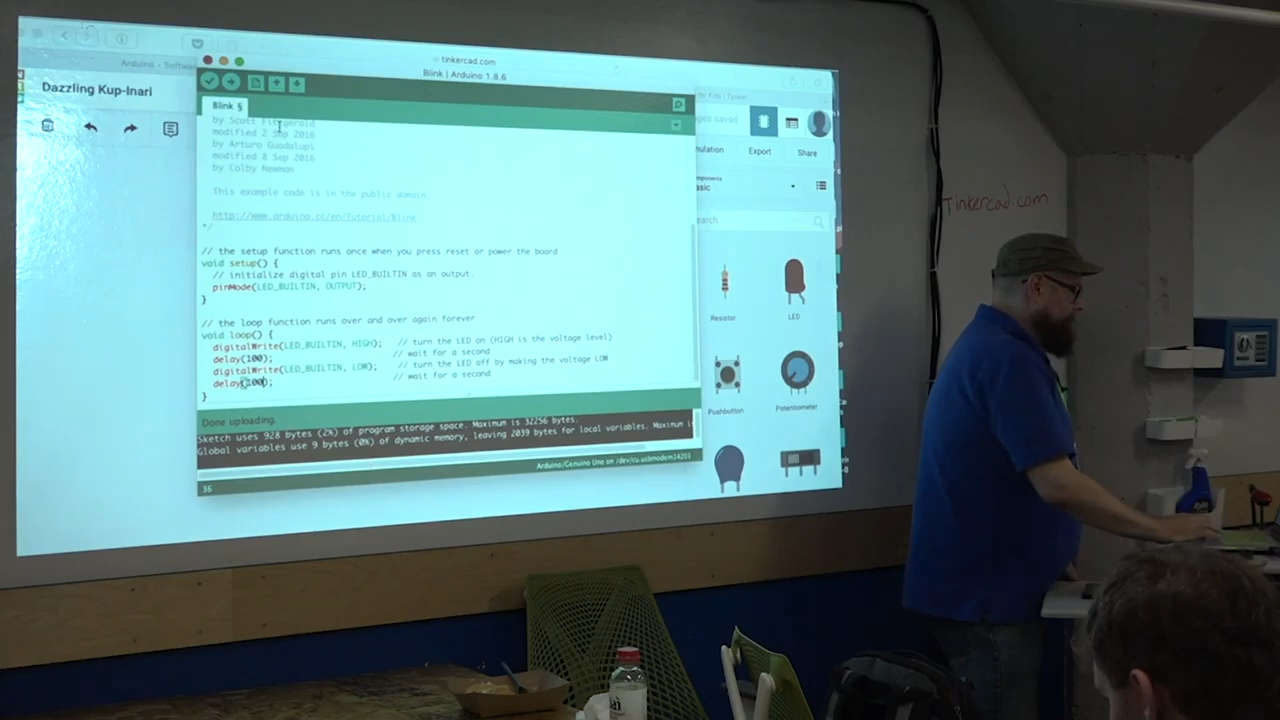 tinkercad.com
Blink | Arduino 1.8.6
Arduino - Softwar
Dazzling Kup-Inari
Blink §
by Scott Fitzgerald
modified 2 Sep 2016
by Arturo Guadalupi
modified 8 Sep 2016
by Colby Newman
This example code is in the public domain.
http://www.arduino.cc/en/Tutorial/Blink
*/
// the setup function runs once when you press reset or power the board
void setup() {
// initialize digital pin LED_BUILTIN as an output.
pinMode(LED_BUILTIN, OUTPUT);
}
// the loop function runs over and over again forever
void loop() {
digitalWrite(LED_BUILTIN, HIGH); // turn the LED on (HIGH is the voltage level)
delay(100); // wait for a second
digitalWrite(LED_BUILTIN, LOW); // turn the LED off by making the voltage LOW
delay(100); // wait for a second
}
Done uploading.
Sketch uses 928 bytes (2%) of program storage space. Maximum is 32256 bytes.
Global variables use 9 bytes (0%) of dynamic memory, leaving 2039 bytes for local variables. Maximum i
36
Arduino/Genuino Uno on /dev/cu.usbmodem14201
ges saved
nulation
Export
Share
mponents
asic
earch
Resistor
LED
Pushbutton
Potentiometer
Tinkercad.com